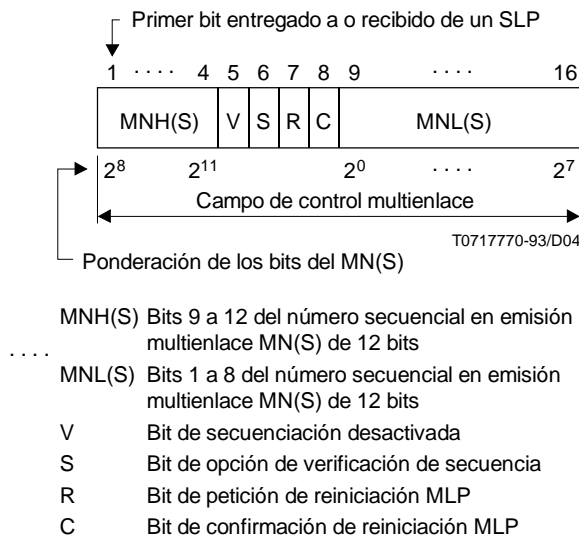 Primer bit entregado a o recibido de un SLP
1 . . . . 4 5 6 7 8 9 . . . . 16
MNH(S) V S R C MNL(S)
2⁸ 2¹¹ 2⁰ . . . . 2⁷
Campo de control multienlace
T0717770-93/D04
Ponderación de los bits del MN(S)
MNH(S) Bits 9 a 12 del número secuencial en emisión
multienlace MN(S) de 12 bits
. . . .
MNL(S) Bits 1 a 8 del número secuencial en emisión
multienlace MN(S) de 12 bits
V Bit de secuenciación desactivada
S Bit de opción de verificación de secuencia
R Bit de petición de reiniciación MLP
C Bit de confirmación de reiniciación MLP